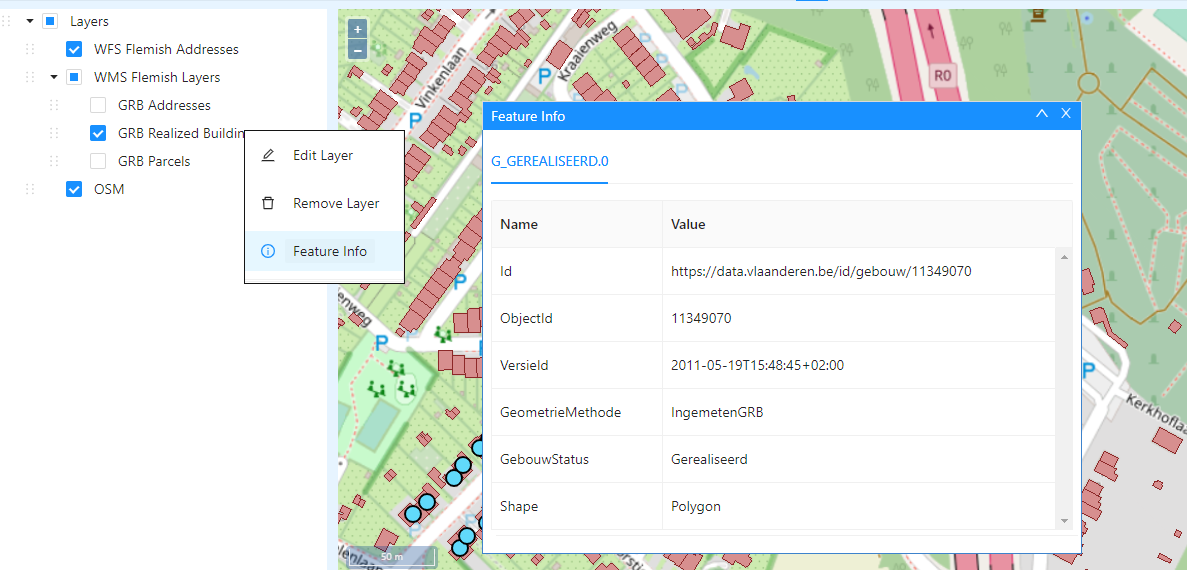 Layers
WFS Flemish Addresses
WMS Flemish Layers
GRB Addresses
GRB Realized Buildin
GRB Parcels
OSM
Edit Layer
Remove Layer
Feature Info
+
−
Vinkenlaan
Kraaienweg
P
P
P
P
P
R0
Feature Info
G_GEREALISEERD.0
Name Value
Id https://data.vlaanderen.be/id/gebouw/11349070
ObjectId 11349070
VersieId 2011-05-19T15:48:45+02:00
GeometrieMethode IngemetenGRB
GebouwStatus Gerealiseerd
Shape Polygon
Kerkhofla
50 m